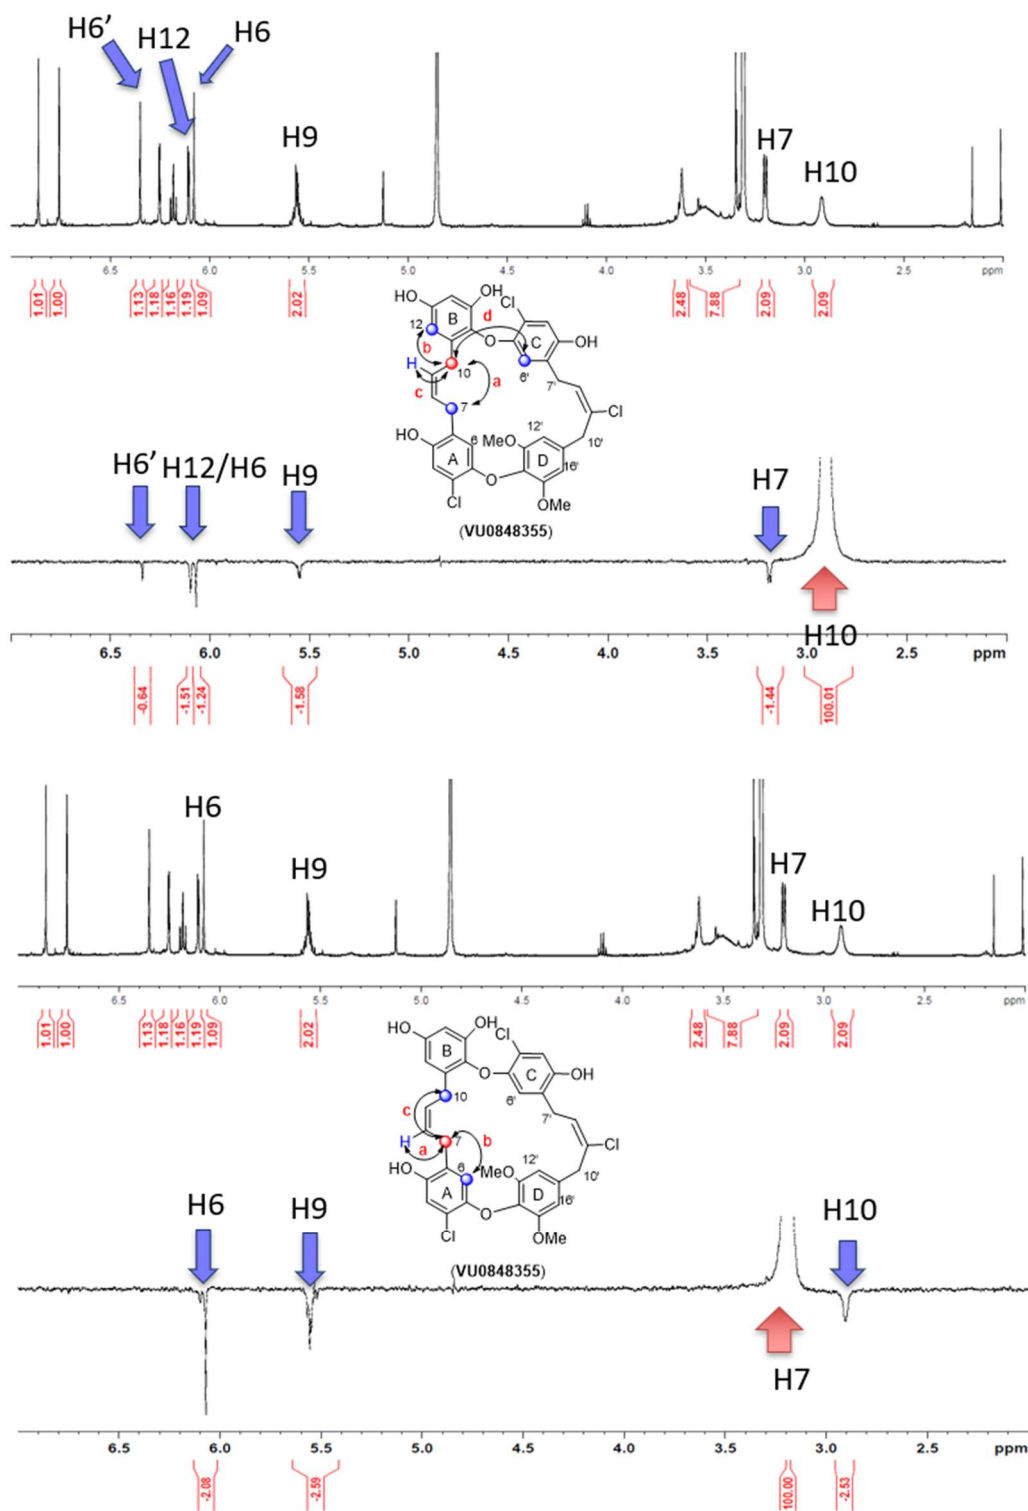 H6’ H12 H6
H9 H7 H10
6.5 6.0 5.5 5.0 4.5 4.0 3.5 3.0 2.5 ppm
1.01 1.00 1.13 1.18 1.16 1.19 1.09 2.02 2.48 7.88 2.09 2.09
HO OH Cl
B d
12 O C OH
b 6'
H 10 7'
c a
7 Cl
HO 6 MeO 12' 10'
A D 16'
O
Cl OMe
(VU0848355)
H6’ H12/H6 H9 H7
H10
6.5 6.0 5.5 5.0 4.5 4.0 3.5 3.0 2.5 ppm
-0.64 -1.51 -1.24 -1.58 -1.44 100.01
H6 H9 H7 H10
6.5 6.0 5.5 5.0 4.5 4.0 3.5 3.0 2.5 ppm
1.01 1.00 1.13 1.18 1.16 1.19 1.09 2.02 2.48 7.88 2.09 2.09
HO OH Cl
B
O C OH
10 6' 7'
c
H a 7 b Cl
HO 6 MeO 12' 10'
A D 16'
O
Cl OMe
(VU0848355)
H6 H9 H10
H7
6.5 6.0 5.5 5.0 4.5 4.0 3.5 3.0 2.5 ppm
-2.08 -2.59 100.00 -2.53